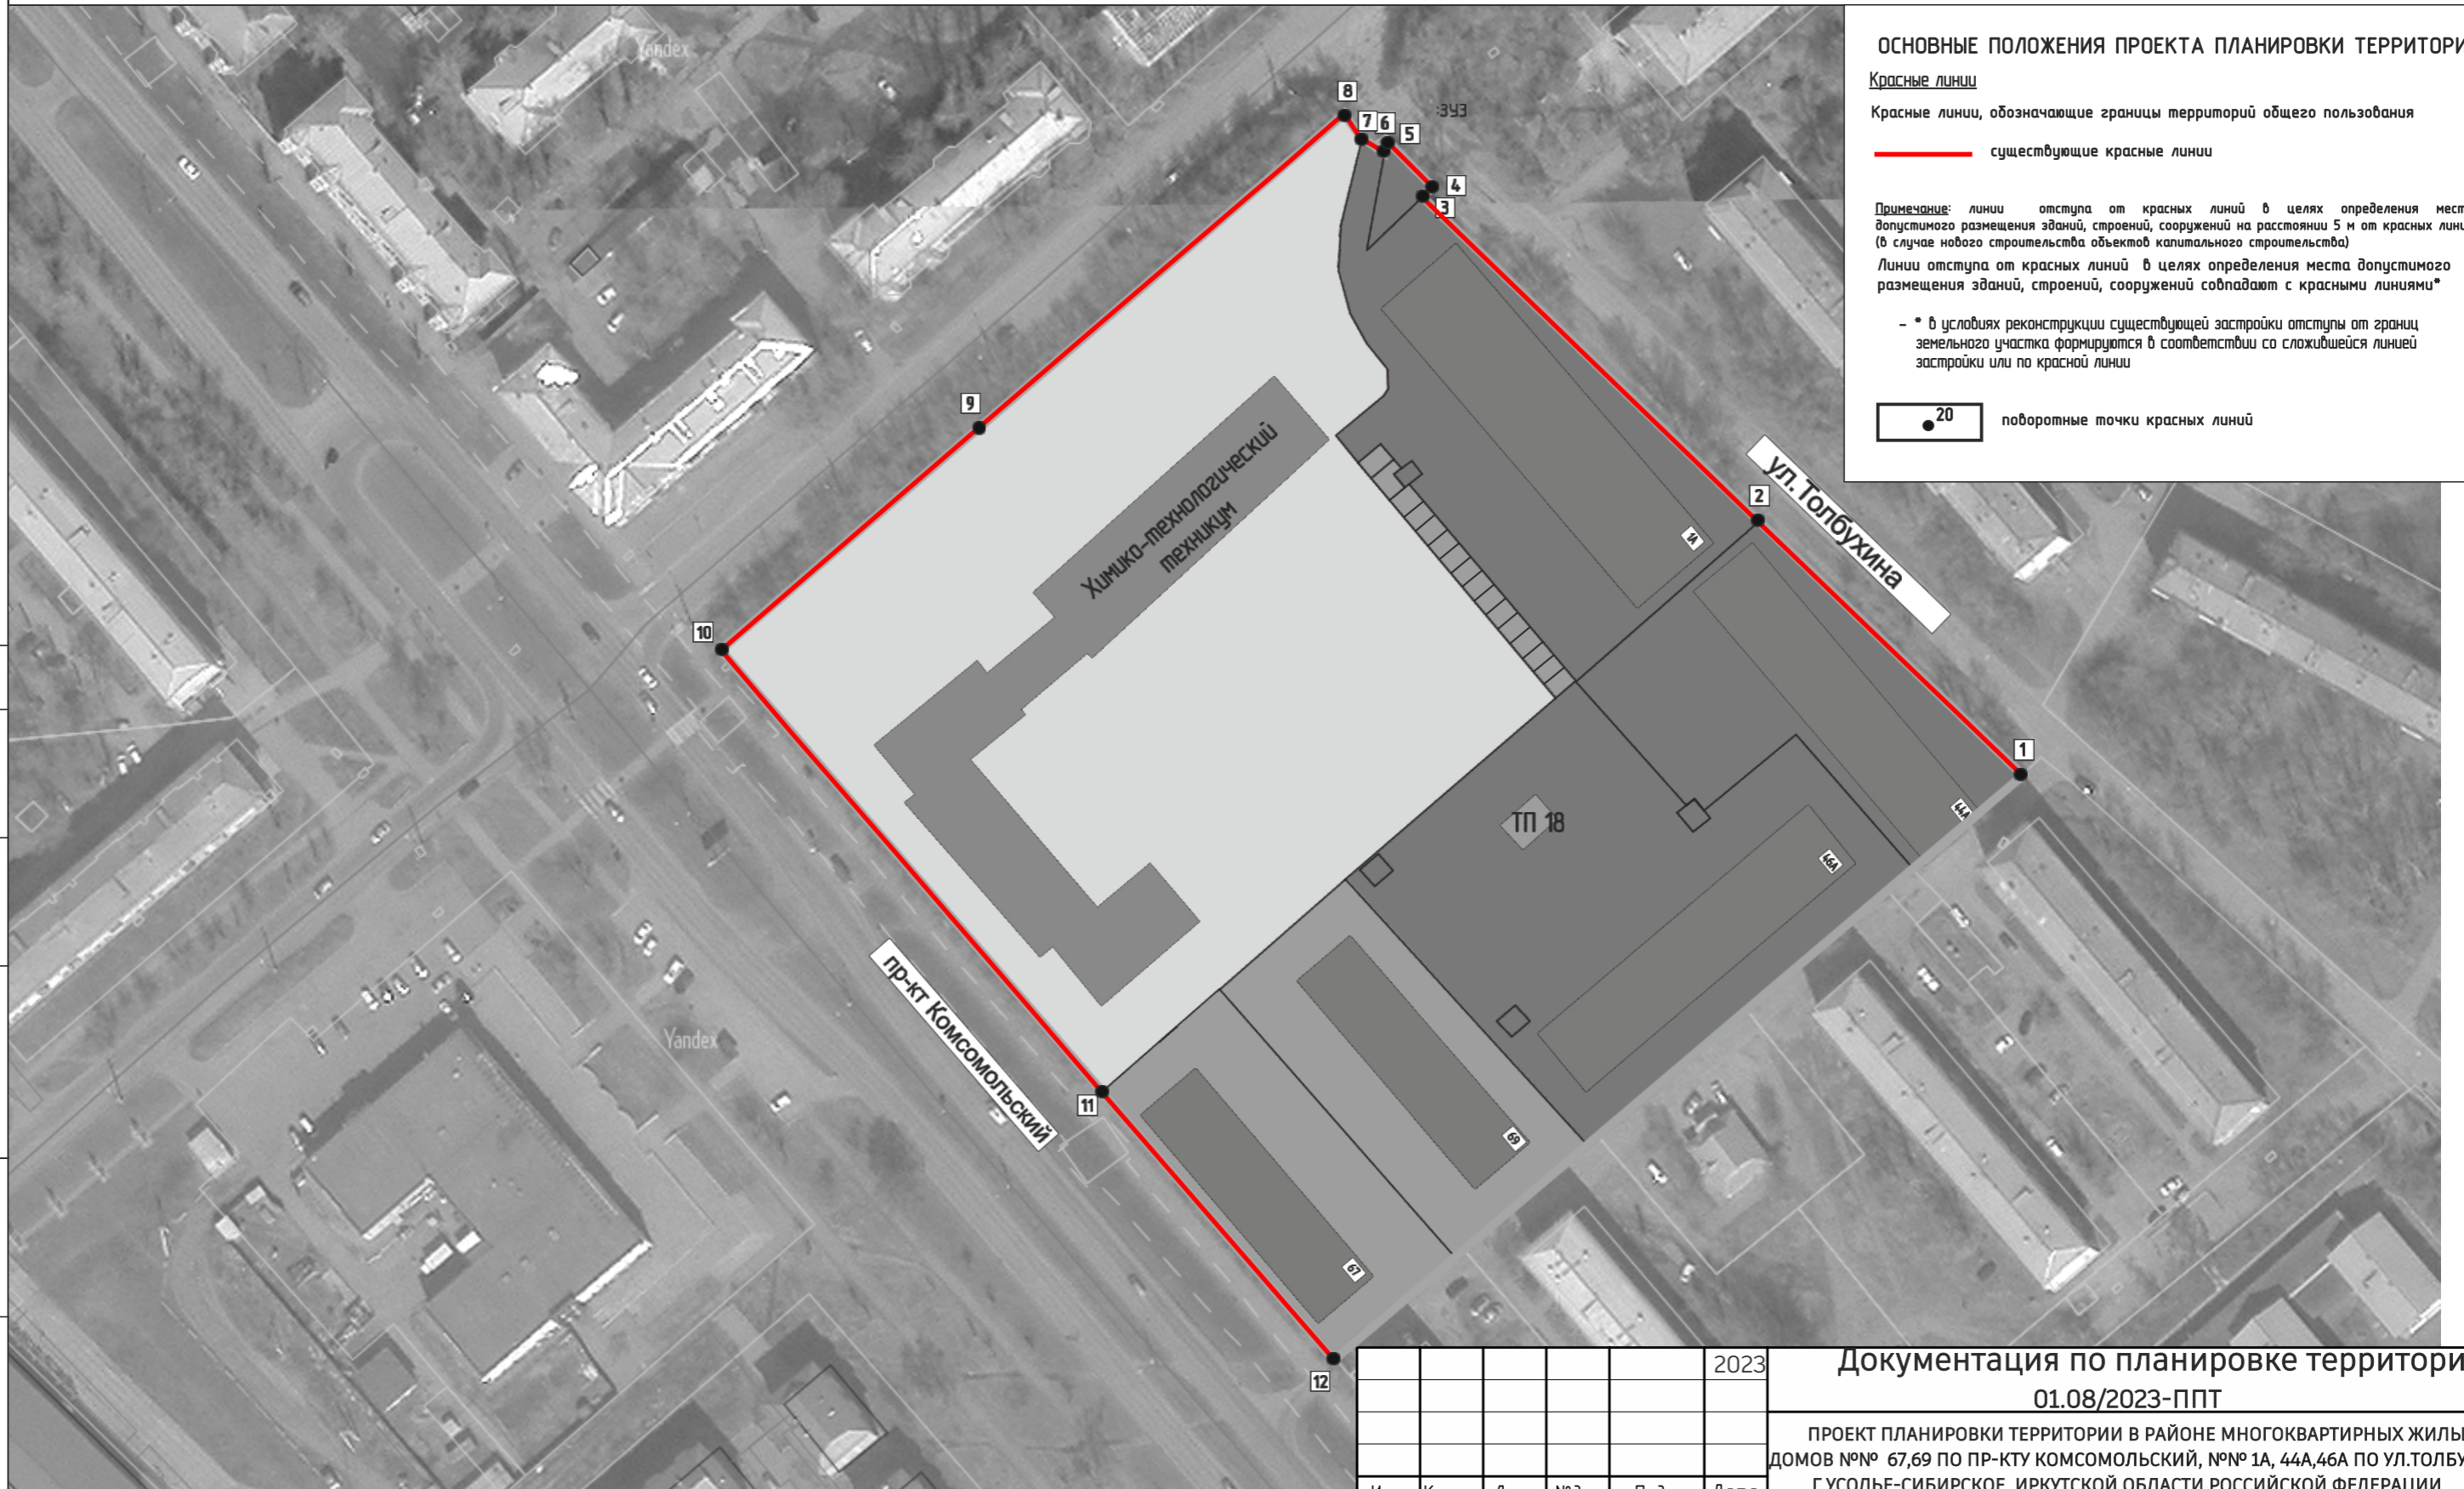 ОСНОВНЫЕ ПОЛОЖЕНИЯ ПРОЕКТА ПЛАНИРОВКИ ТЕРРИТОРИ
Красные линии
Красные линии, обозначающие границы территорий общего пользования
существующие красные линии
Примечание: линии отступа от красных линий в целях определения мест
допустимого размещения зданий, строений, сооружений на расстоянии 5 м от красных лини
(в случае нового строительства объектов капитального строительства)
Линии отступа от красных линий в целях определения места допустимого
размещения зданий, строений, сооружений совпадают с красными линиями*
- * в условиях реконструкции существующей застройки отступы от границ
земельного участка формируются в соответствии со сложившейся линией
застройки или по красной линии
20
поворотные точки красных линий
Yandex
8
:ЗУ3
7
6
5
4
3
9
2
ул. Толбухина
Химико-технологический
техникум
1А
10
1
44А
ТП 18
46А
пр-кт Комсомольский
Yandex
11
69
67
12
2023
Документация по планировке территори
01.08/2023-ППТ
ПРОЕКТ ПЛАНИРОВКИ ТЕРРИТОРИИ В РАЙОНЕ МНОГОКВАРТИРНЫХ ЖИЛЫ
ДОМОВ №№ 67,69 ПО ПР-КТУ КОМСОМОЛЬСКИЙ, №№ 1А, 44А,46А ПО УЛ.ТОЛБУ
Г.УСОЛЬЕ-СИБИРСКОЕ ИРКУТСКОЙ ОБЛАСТИ РОССИЙСКОЙ ФЕДЕРАЦИИ